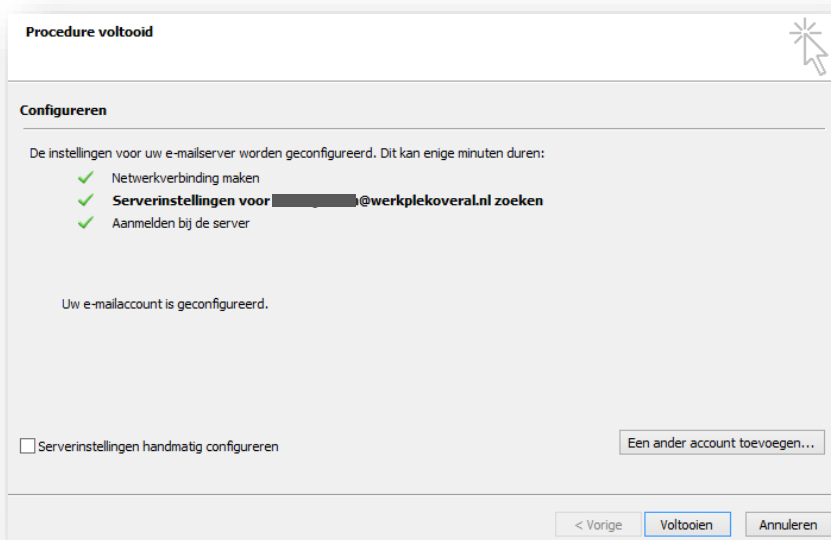 Procedure voltooid
Configureren
De instellingen voor uw e-mailserver worden geconfigureerd. Dit kan enige minuten duren:
Netwerkverbinding maken
Serverinstellingen voor @werkplekoveral.nl zoeken
Aanmelden bij de server
Uw e-mailaccount is geconfigureerd.
Serverinstellingen handmatig configureren
Een ander account toevoegen...
< Vorige Voltooien Annuleren